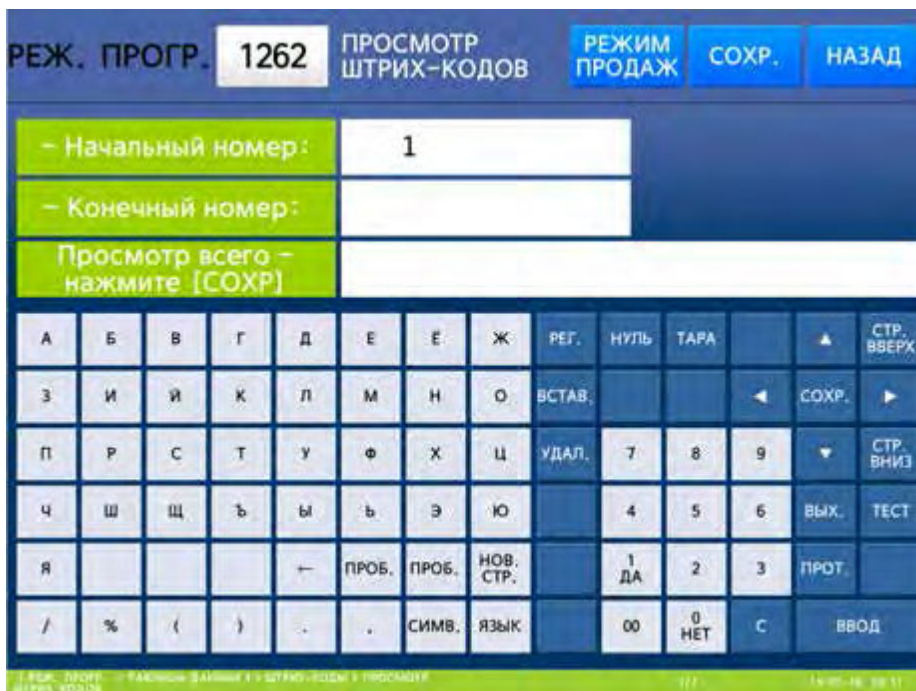 РЕЖ. ПРОГР. 1262 ПРОСМОТР ШТРИХ-КОДОВ РЕЖИМ ПРОДАЖ СОХР. НАЗАД
- Начальный номер: 1
- Конечный номер:
Просмотр всего -
нажмите [СОХР]
А Б В Г Д Е Ё Ж РЕГ. НУЛЬ ТАРА ▲ СТР. ВВЕРХ
З И Й К Л М Н О ВСТАВ. ◀ СОХР. ▶
П Р С Т У Ф Х Ц УДАЛ. 7 8 9 ▼ СТР. ВНИЗ
Ч Ш Щ Ъ Ы Ь Э Ю 4 5 6 ВЫХ. ТЕСТ
Я ← ПРОБ. ПРОБ. НОВ. СТР. 1 ДА 2 3 ПРОТ.
/ % ( ) . , СИМВ. ЯЗЫК 00 0 НЕТ С ВВОД